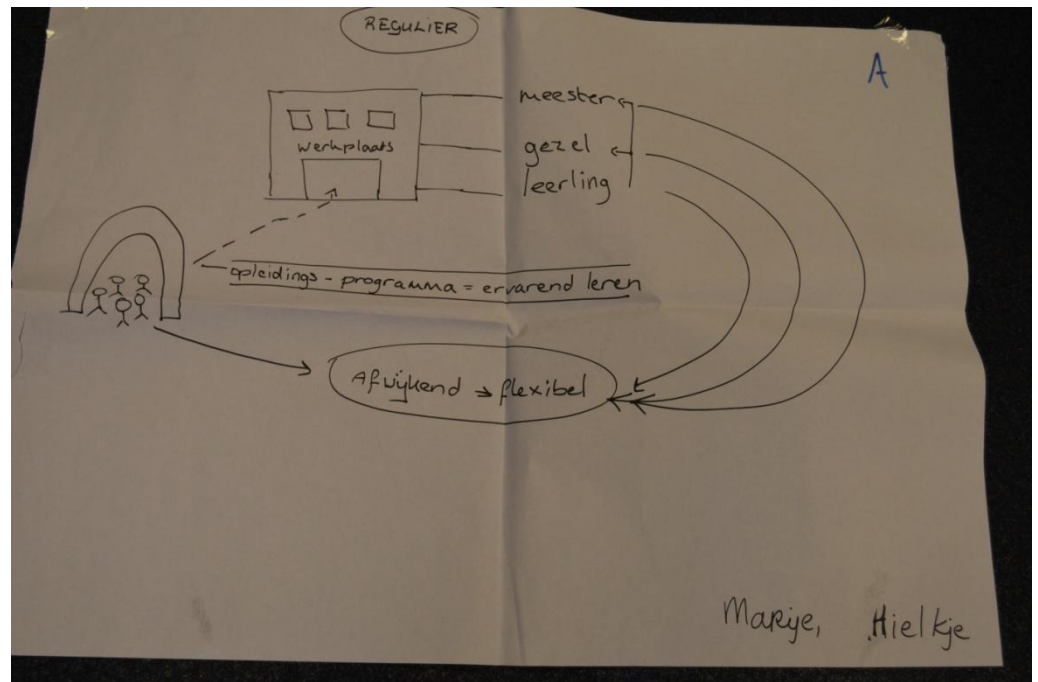 REGULIER
A
meester
gezel
leerling
werkplaats
opleidings - programma = ervarend leren
Afwijkend → flexibel
Marije, Hielkje